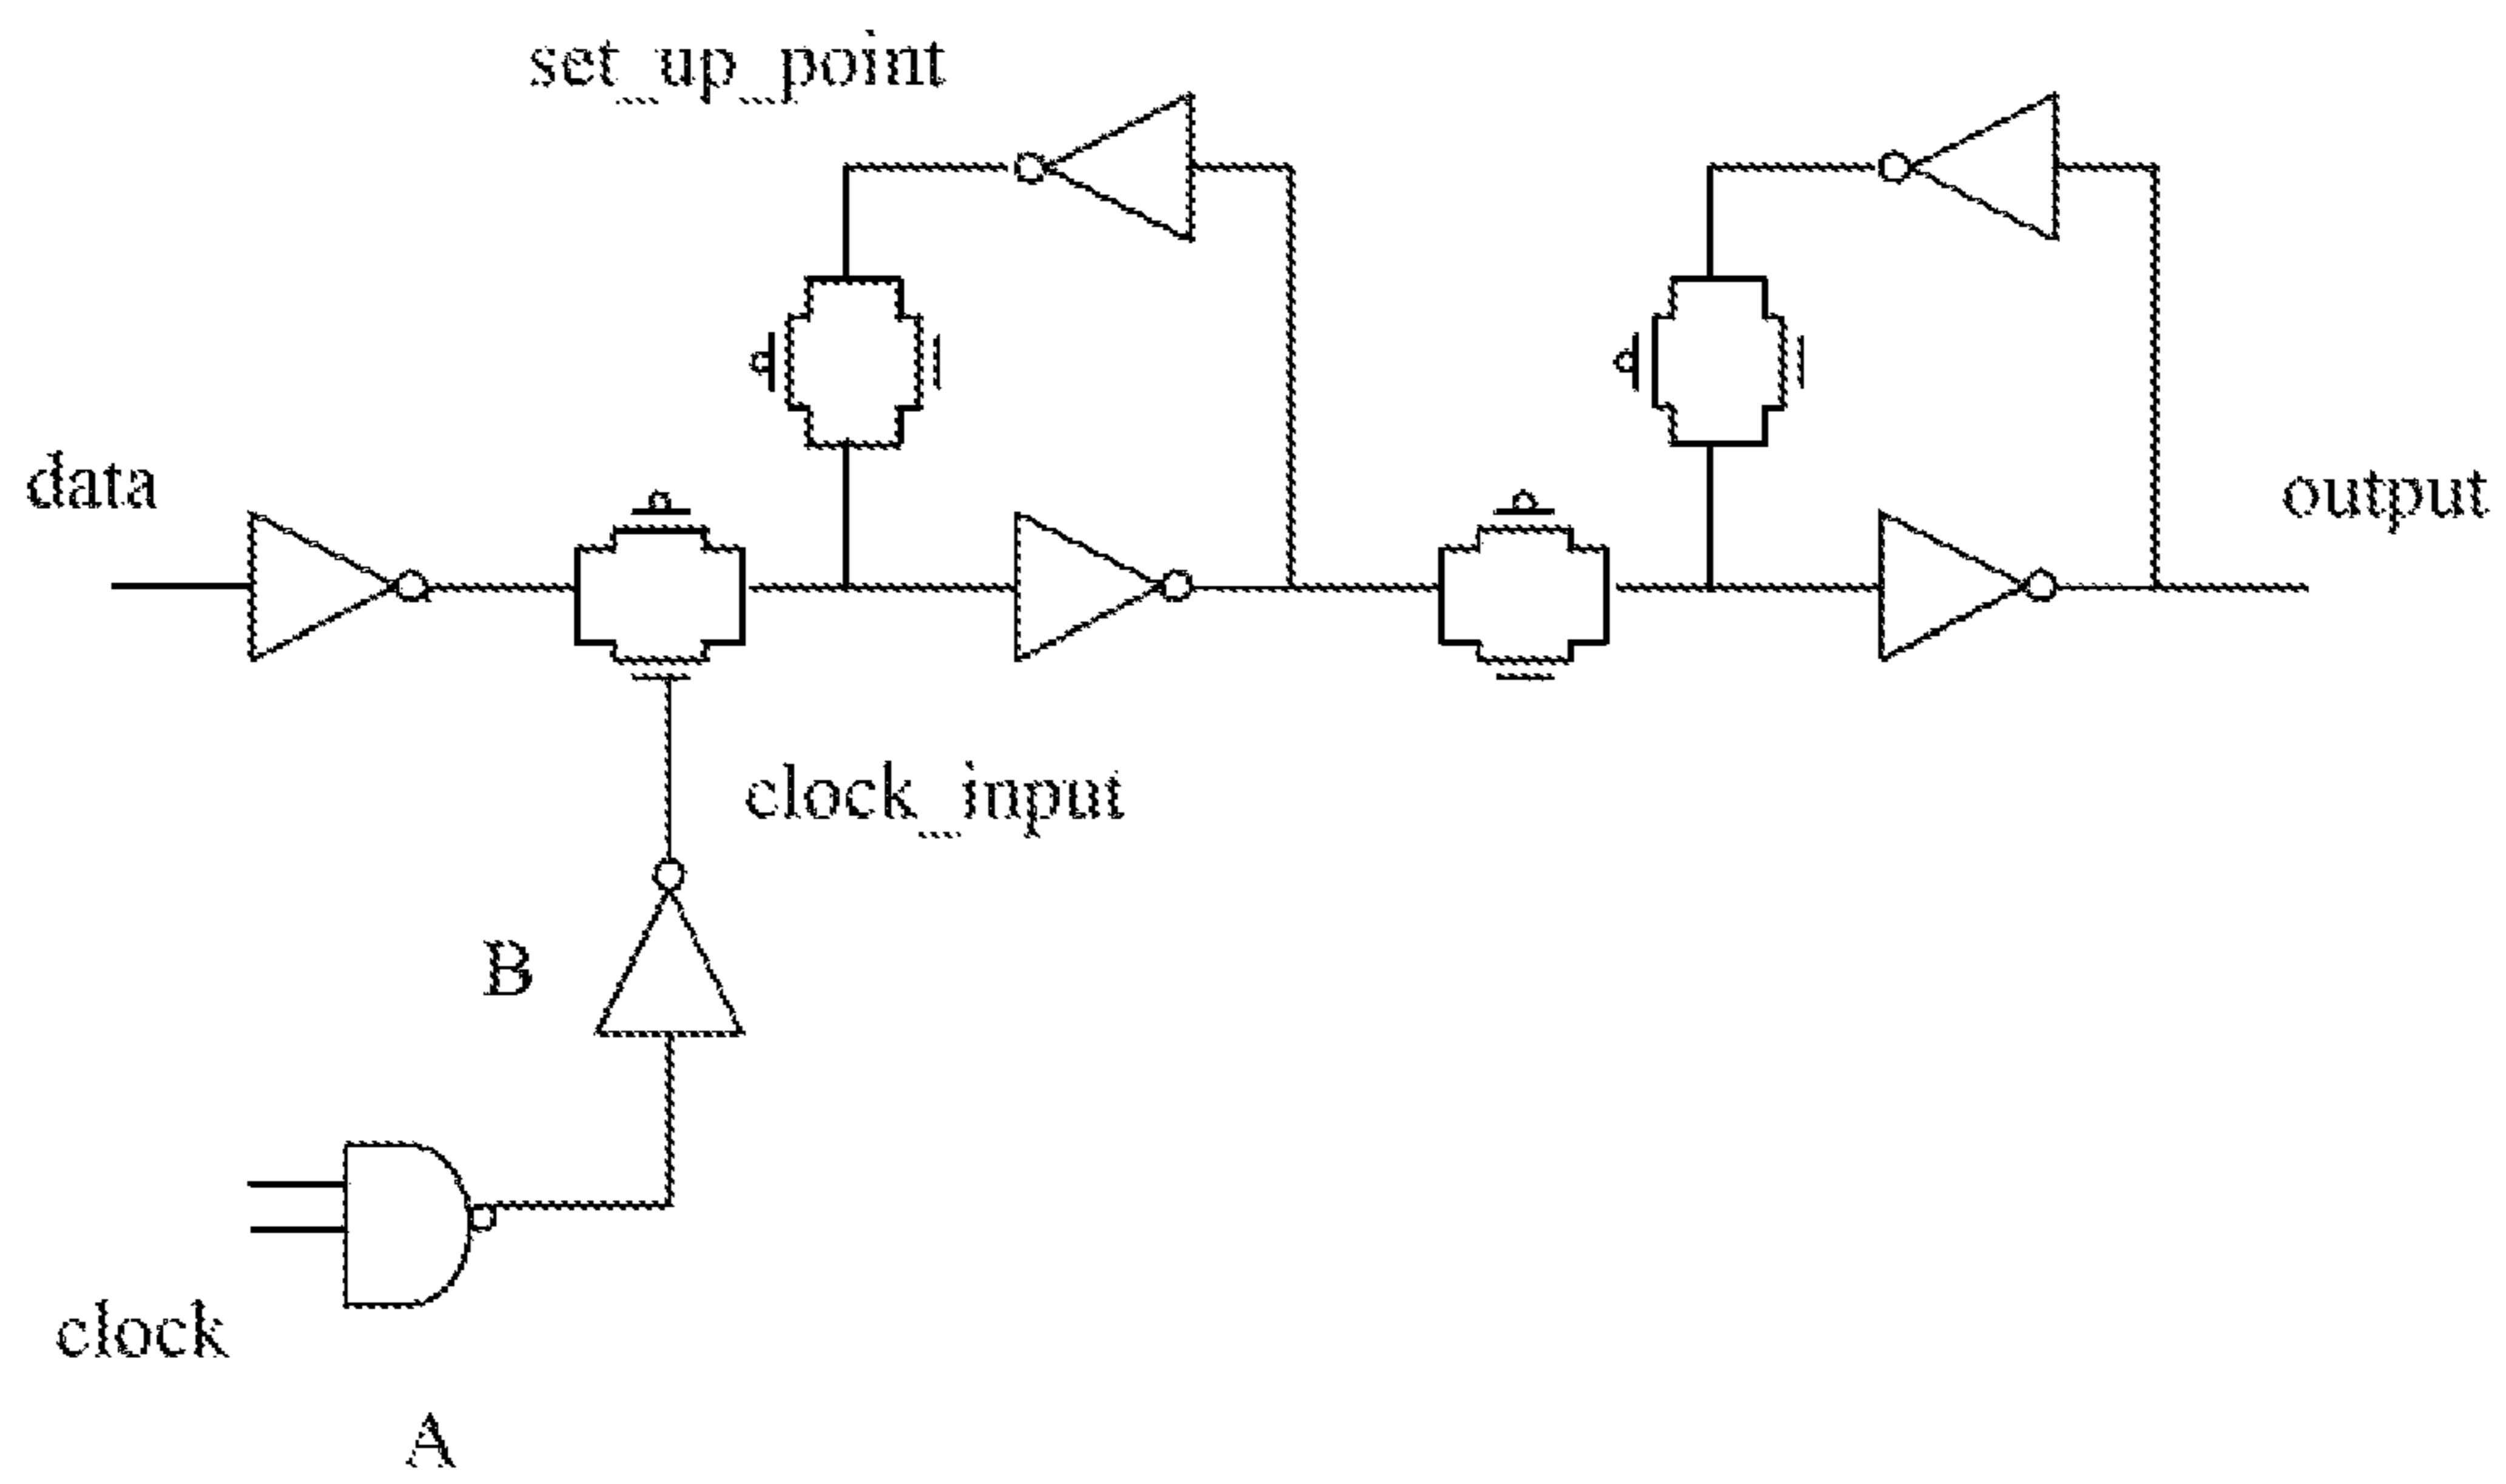 set_up_point
data
output
clock_input
B
clock
A